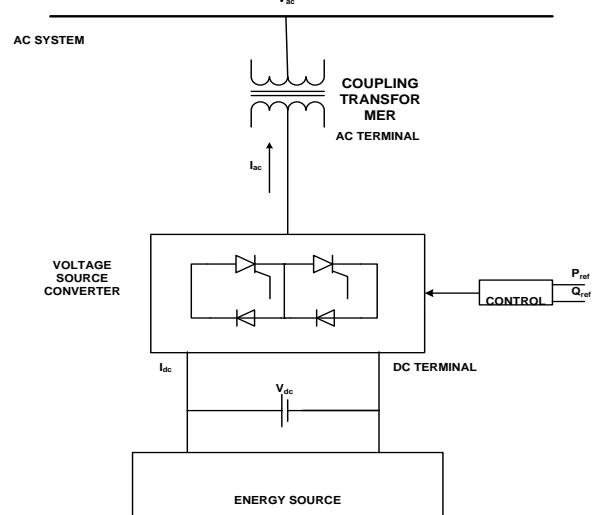 V ac
AC SYSTEM
COUPLING
TRANSFOR
MER
AC TERMINAL
Iac
VOLTAGE
SOURCE
CONVERTER
Pref
Qref
CONTROL
Idc
DC TERMINAL
Vdc
ENERGY SOURCE